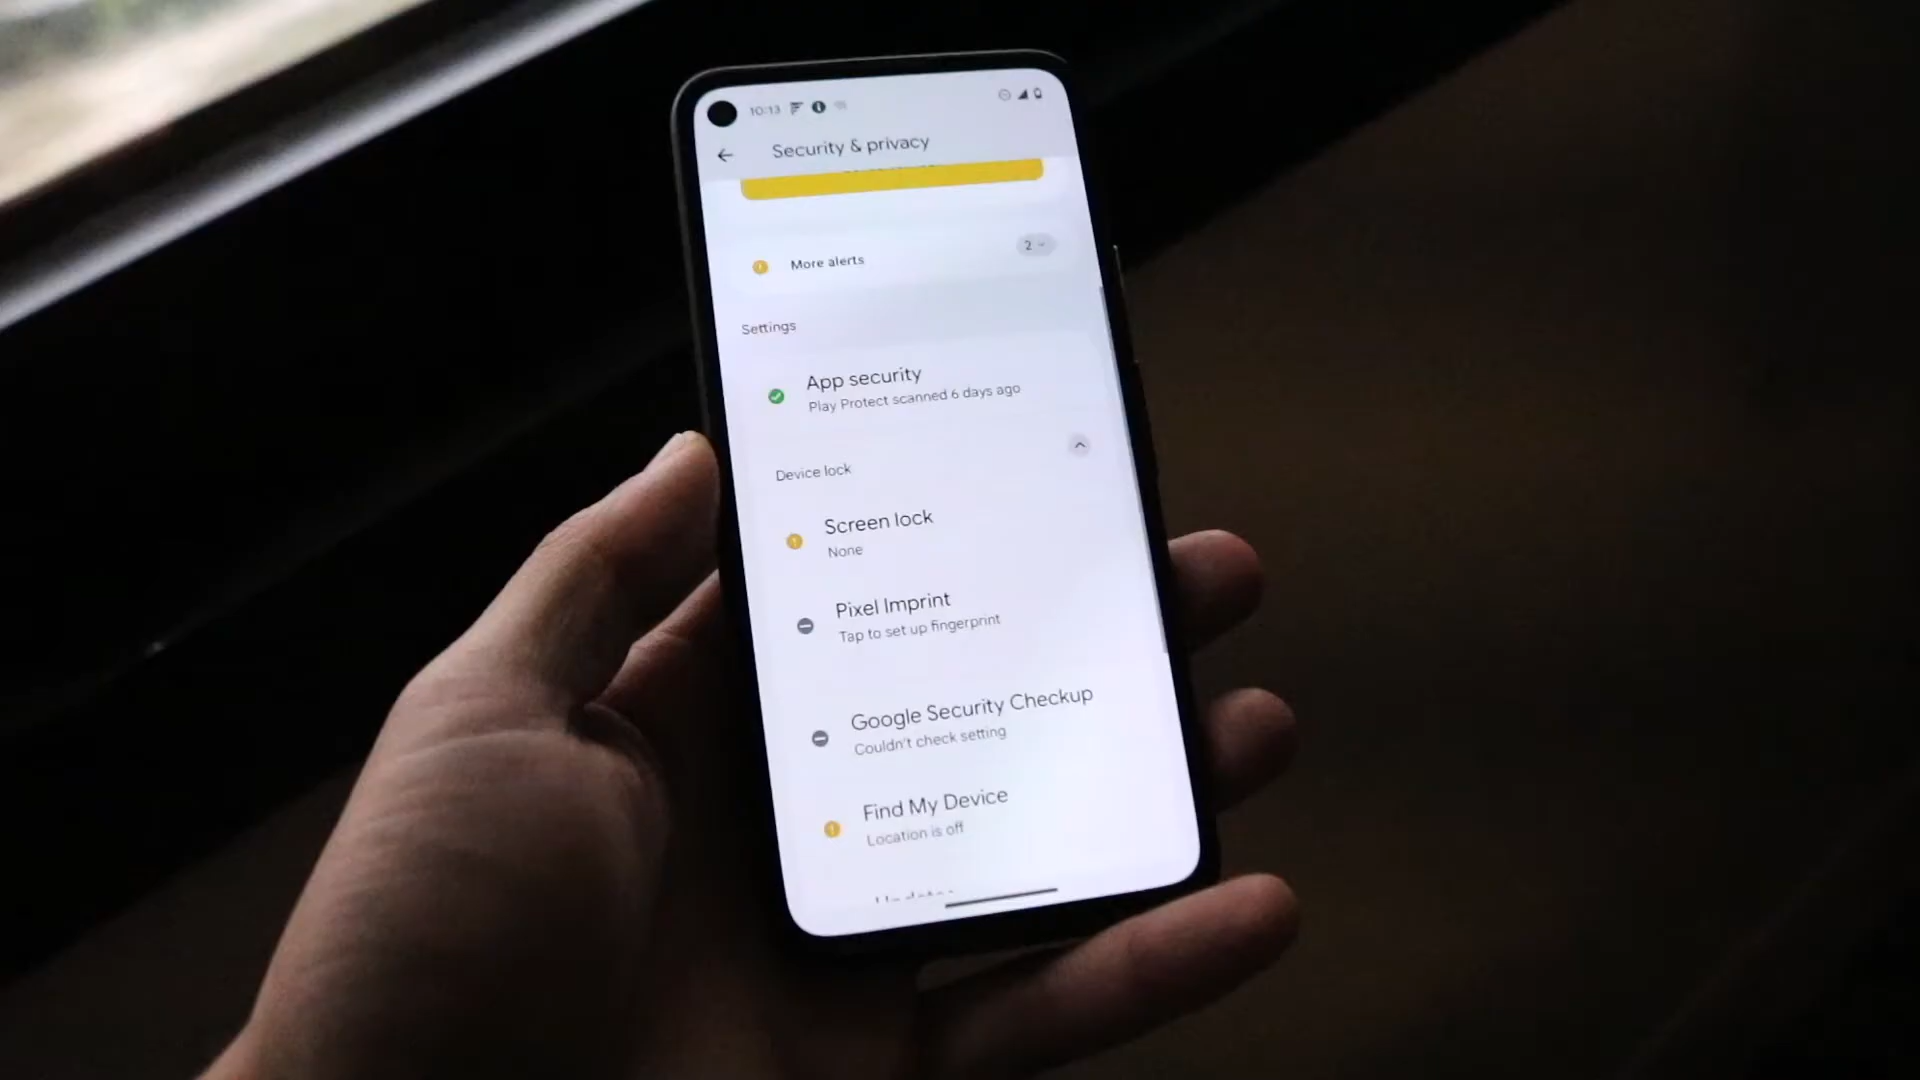 10:13
Security & privacy
More alerts
2
Settings
App security
Play Protect scanned 6 days ago
Device lock
Screen lock
None
Pixel Imprint
Tap to set up fingerprint
Google Security Checkup
Couldn't check setting
Find My Device
Location is off